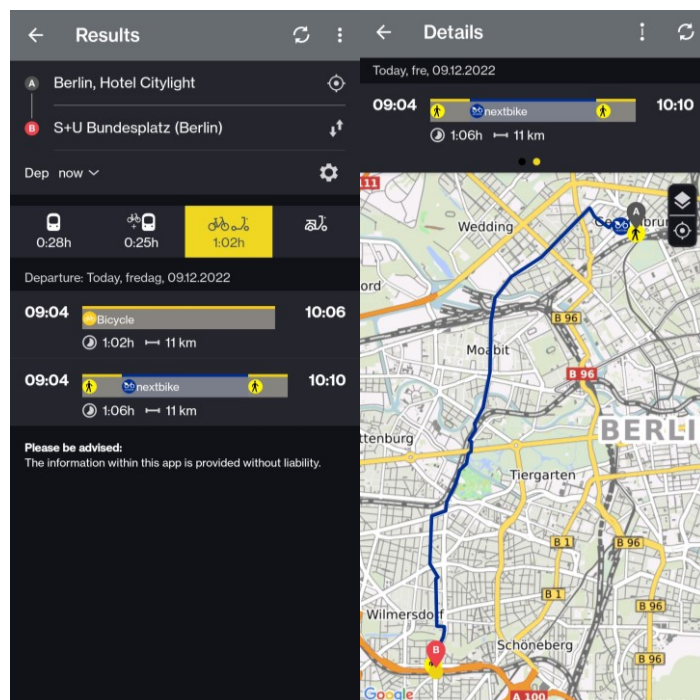 Results
A Berlin, Hotel Citylight
B S+U Bundesplatz (Berlin)
Dep now
0:28h
+
0:25h
1:02h
Departure: Today, fredag, 09.12.2022
09:04 Bicycle 10:06
1:02h 11 km
09:04 nextbike 10:10
1:06h 11 km
Please be advised:
The information within this app is provided without liability.
Details
Today, fre, 09.12.2022
09:04 nextbike 10:10
1:06h 11 km
111
A
Wedding
B 96
Moabit
B 96
BERLI
Tiergarten
B 1
B 96
B 1
B 96
Wilmersdorf
Schöneberg
B
B 96
A 100
Google